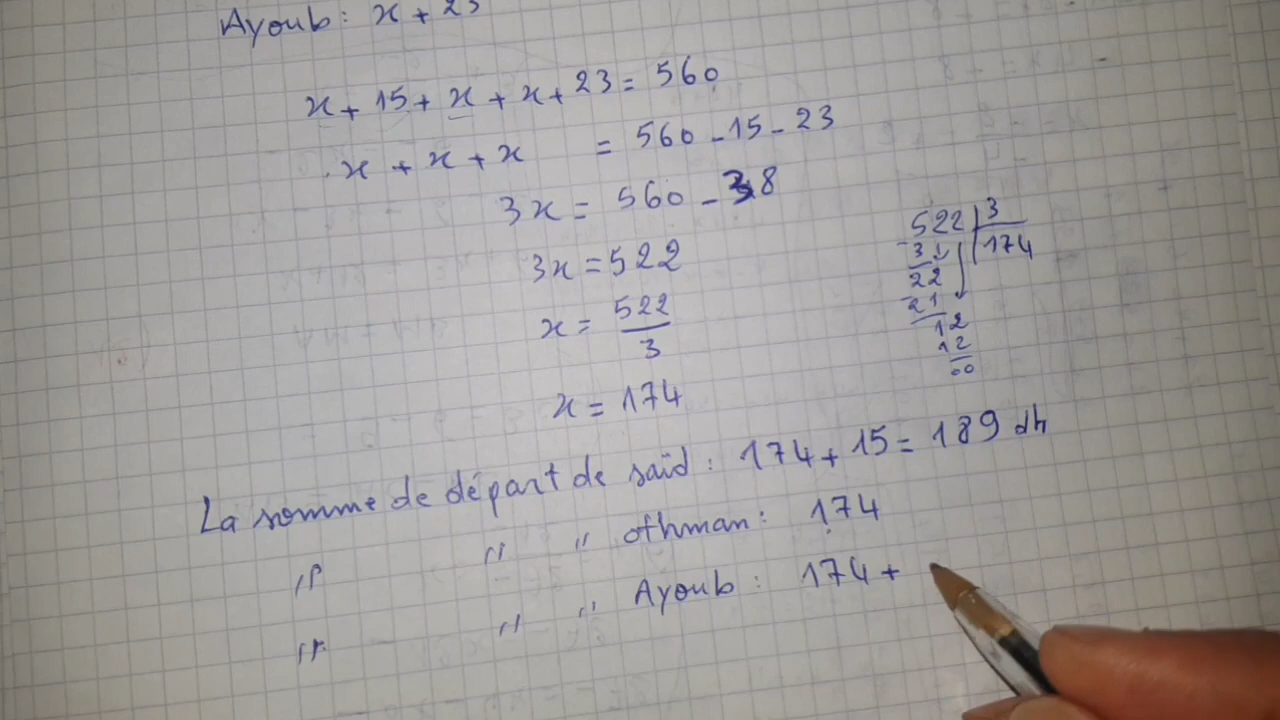 Ayoub: x + 23
x + 15 + x + x + 23 = 560
x + x + x = 560 - 15 - 23
3x = 560 - 38
3x = 522
x = 522/3
x = 174
522 | 3
- 3 174
22
- 21
12
12
00
La somme de départ de saïd : 174 + 15 = 189 dh
" " " othman : 174
" " " Ayoub : 174 +